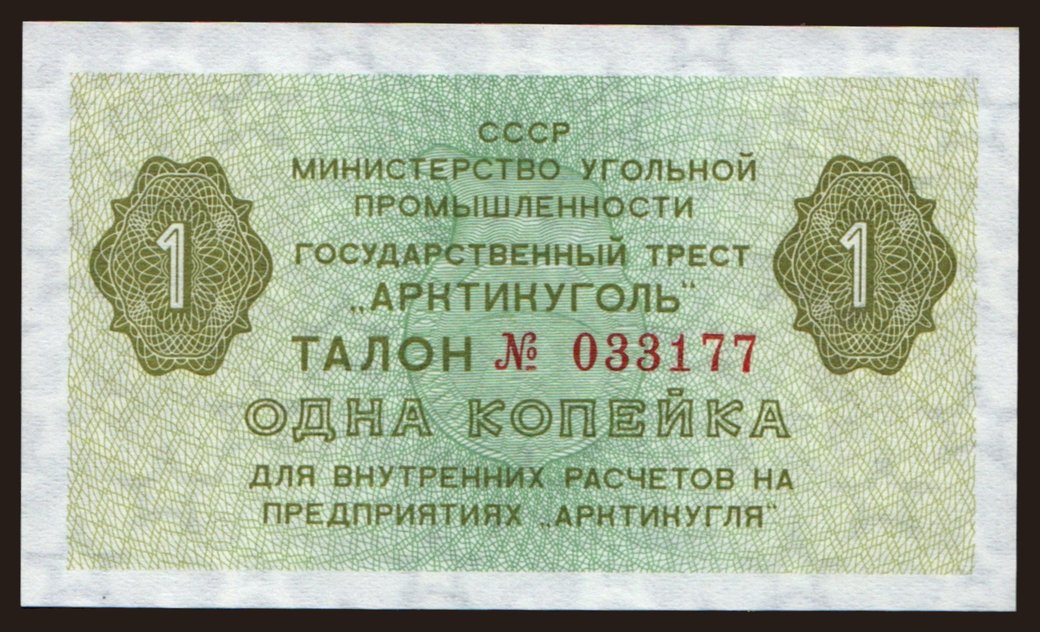 СССР
МИНИСТЕРСТВО УГОЛЬНОЙ
ПРОМЫШЛЕННОСТИ
ГОСУДАРСТВЕННЫЙ ТРЕСТ
„АРКТИКУГОЛЬ“
1 1
ТАЛОН № 033177
ОДНА КОПЕЙКА
ДЛЯ ВНУТРЕННИХ РАСЧЕТОВ НА
ПРЕДПРИЯТИЯХ „АРКТИКУГЛЯ“